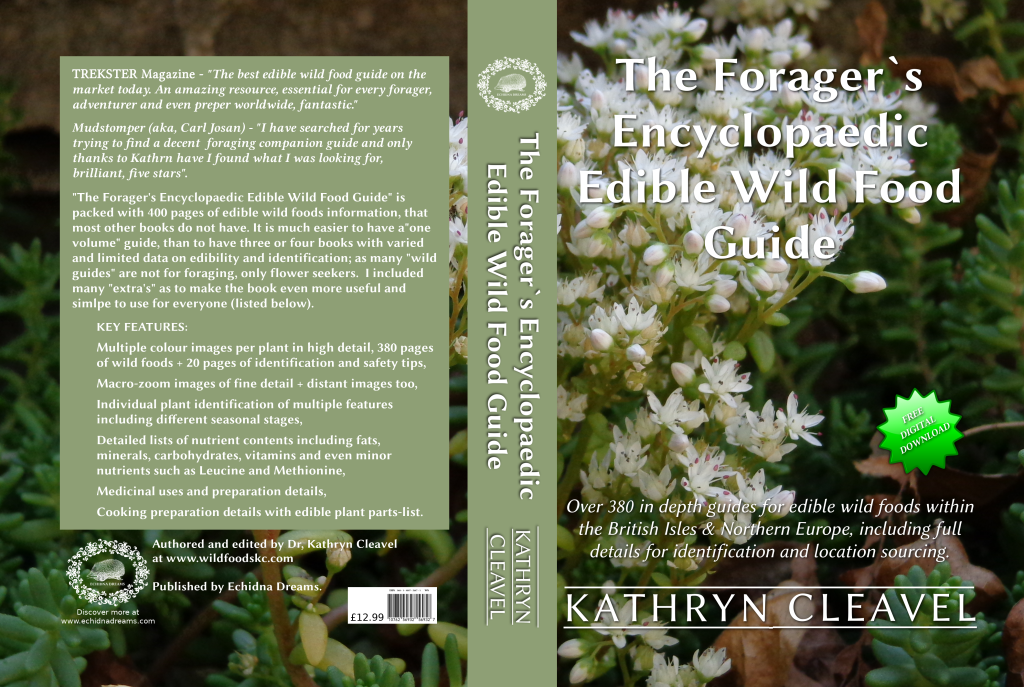 TREKSTER Magazine - "The best edible wild food guide on the
market today. An amazing resource, essential for every forager,
adventurer and even preper worldwide, fantastic."
Mudstomper (aka, Carl Josan) - "I have searched for years
trying to find a decent foraging companion guide and only
thanks to Kathrn have I found what I was looking for,
brilliant, five stars".
"The Forager's Encyclopaedic Edible Wild Food Guide" is
packed with 400 pages of edible wild foods information, that
most other books do not have. It is much easier to have a"one
volume" guide, than to have three or four books with varied
and limited data on edibility and identification; as many "wild
guides" are not for foraging, only flower seekers. I included
many "extra's" as to make the book even more useful and
simlpe to use for everyone (listed below).
KEY FEATURES:
Multiple colour images per plant in high detail, 380 pages
of wild foods + 20 pages of identification and safety tips,
Macro-zoom images of fine detail + distant images too,
Individual plant identification of multiple features
including different seasonal stages,
Detailed lists of nutrient contents including fats,
minerals, carbohydrates, vitamins and even minor
nutrients such as Leucine and Methionine,
Medicinal uses and preparation details,
Cooking preparation details with edible plant parts-list.
ECHIDNA DREAMS
Discover more at
www.echidnadreams.com
Authored and edited by Dr, Kathryn Cleavel
at www.wildfoodskc.com
Published by Echidna Dreams.
£12.99
ECHIDNA DREAMS
The Forager`s Encyclopaedic
Edible Wild Food Guide
KATHRYN
CLEAVEL
The Forager`s
Encyclopaedic
Edible Wild Food
Guide
FREE
DIGITAL
DOWNLOAD
Over 380 in depth guides for edible wild foods within
the British Isles & Northern Europe, including full
details for identification and location sourcing.
KATHRYN CLEAVEL